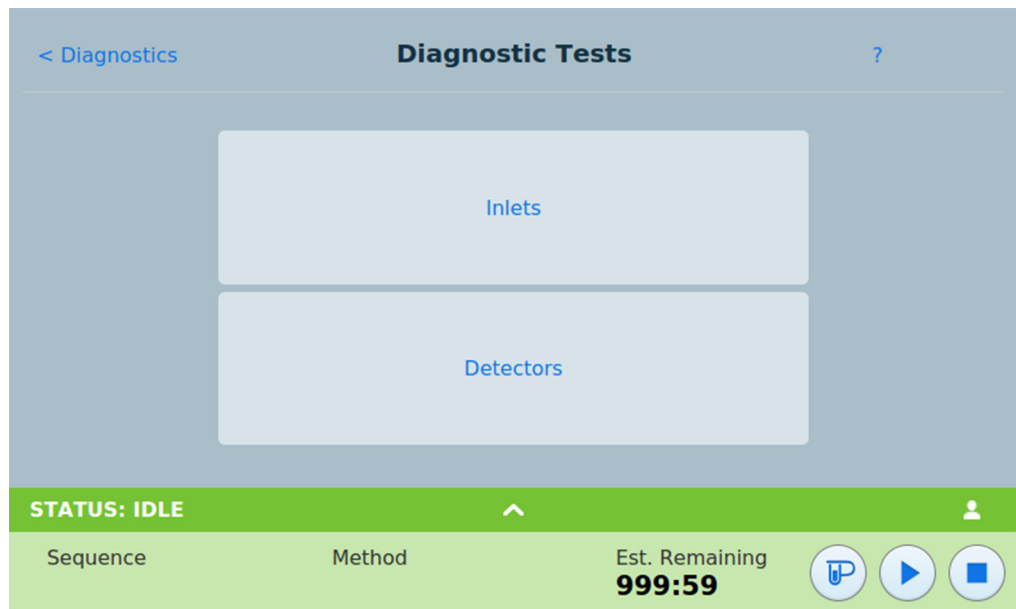 < Diagnostics
Diagnostic Tests
?
Inlets
Detectors
STATUS: IDLE
Sequence
Method
Est. Remaining
999:59